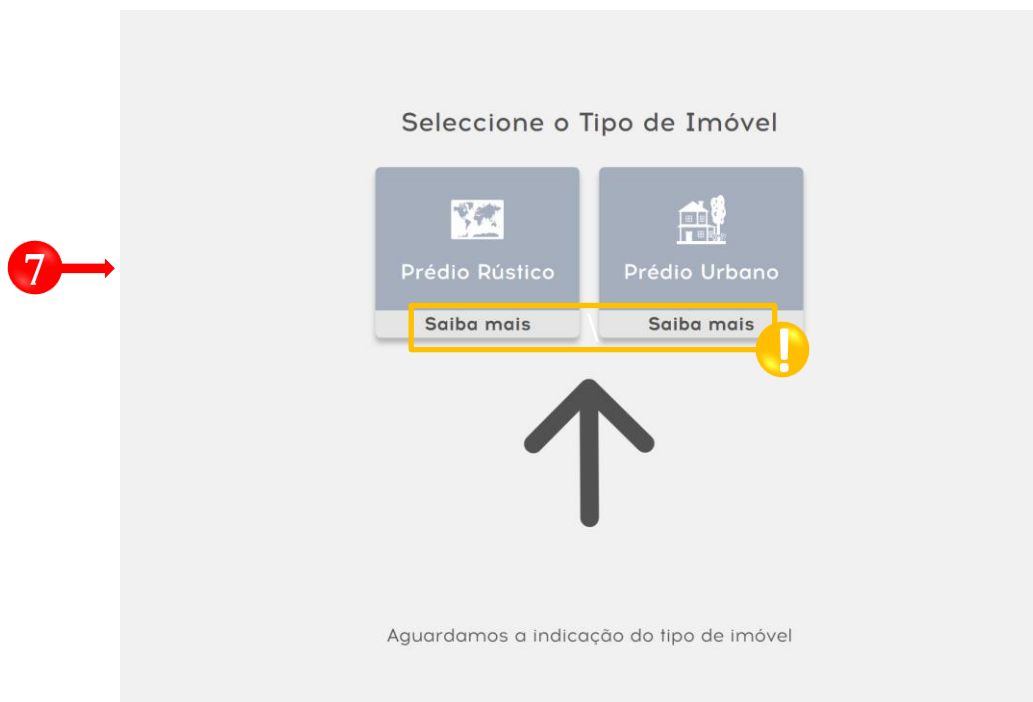 Seleccione o Tipo de Imóvel
7
Prédio Rústico
Prédio Urbano
Saiba mais
Saiba mais
!
Aguardamos a indicação do tipo de imóvel